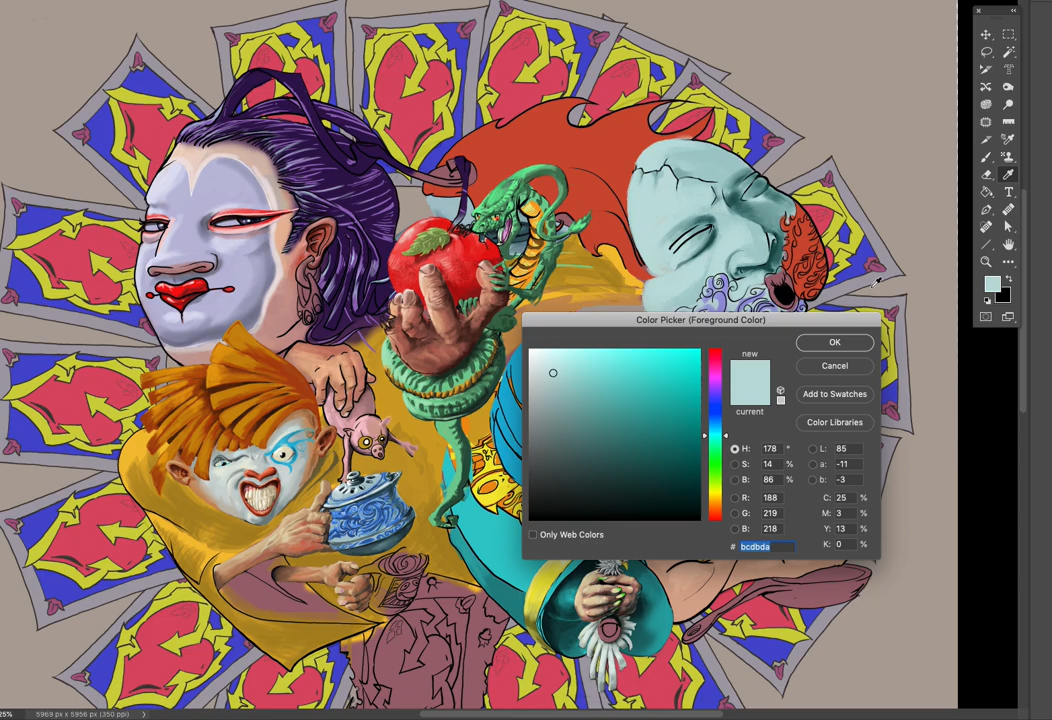 Color Picker (Foreground Color)
new
current
OK
Cancel
Add to Swatches
Color Libraries
H: 178 °
S: 14 %
B: 86 %
R: 188
G: 219
B: 218
L: 85
a: -11
b: -3
C: 25 %
M: 3 %
Y: 13 %
K: 0 %
# bcdbda
Only Web Colors
T
25%
5969 px x 5956 px (350 ppi)